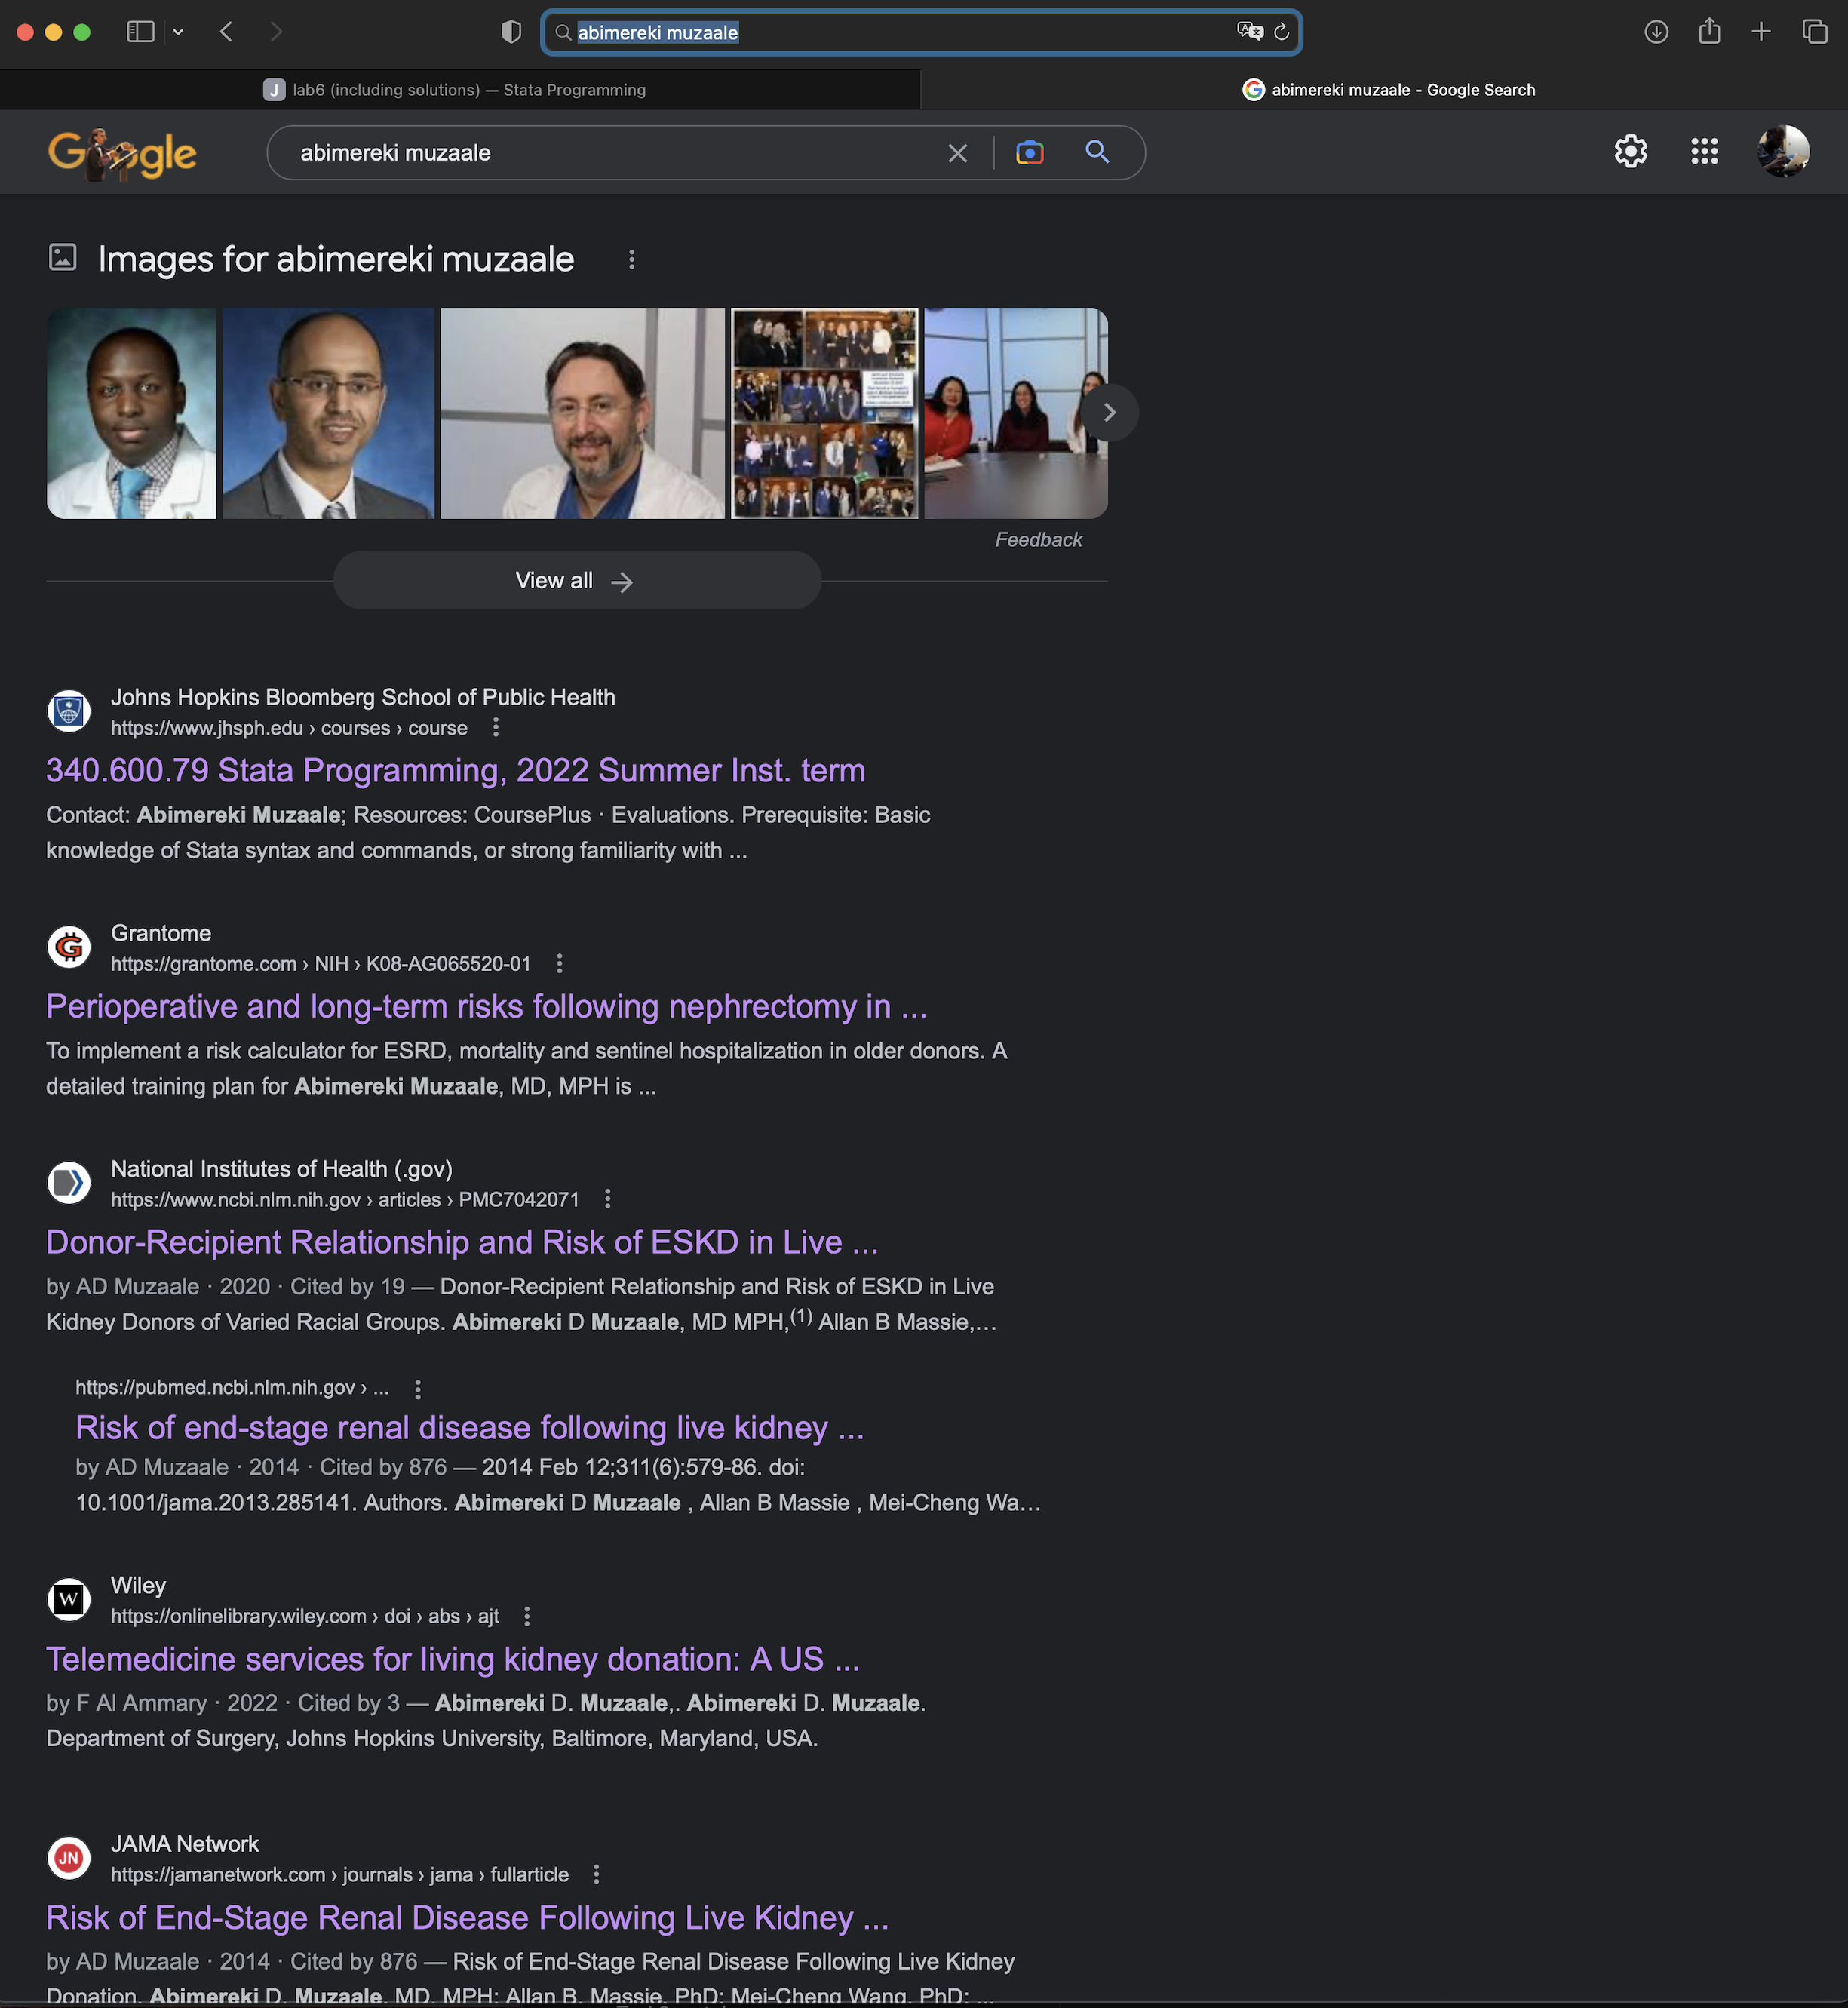 abimereki muzaale
lab6 (including solutions) — Stata Programming
abimereki muzaale - Google Search
Google
abimereki muzaale
Images for abimereki muzaale
Feedback
View all
Johns Hopkins Bloomberg School of Public Health
https://www.jhsph.edu › courses › course
340.600.79 Stata Programming, 2022 Summer Inst. term
Contact: Abimereki Muzaale; Resources: CoursePlus · Evaluations. Prerequisite: Basic
knowledge of Stata syntax and commands, or strong familiarity with ...
Grantome
https://grantome.com › NIH › K08-AG065520-01
Perioperative and long-term risks following nephrectomy in ...
To implement a risk calculator for ESRD, mortality and sentinel hospitalization in older donors. A
detailed training plan for Abimereki Muzaale, MD, MPH is ...
National Institutes of Health (.gov)
https://www.ncbi.nlm.nih.gov › articles › PMC7042071
Donor-Recipient Relationship and Risk of ESKD in Live ...
by AD Muzaale · 2020 · Cited by 19 — Donor-Recipient Relationship and Risk of ESKD in Live
Kidney Donors of Varied Racial Groups. Abimereki D Muzaale, MD MPH,(1) Allan B Massie,...
https://pubmed.ncbi.nlm.nih.gov › ...
Risk of end-stage renal disease following live kidney ...
by AD Muzaale · 2014 · Cited by 876 — 2014 Feb 12;311(6):579-86. doi:
10.1001/jama.2013.285141. Authors. Abimereki D Muzaale , Allan B Massie , Mei-Cheng Wa...
W
Wiley
https://onlinelibrary.wiley.com › doi › abs › ajt
Telemedicine services for living kidney donation: A US ...
by F Al Ammary · 2022 · Cited by 3 — Abimereki D. Muzaale,. Abimereki D. Muzaale.
Department of Surgery, Johns Hopkins University, Baltimore, Maryland, USA.
JN
JAMA Network
https://jamanetwork.com › journals › jama › fullarticle
Risk of End-Stage Renal Disease Following Live Kidney ...
by AD Muzaale · 2014 · Cited by 876 — Risk of End-Stage Renal Disease Following Live Kidney
Donation. Abimereki D. Muzaale, MD, MPH; Allan B. Massie, PhD; Mei-Cheng Wang, PhD; ...